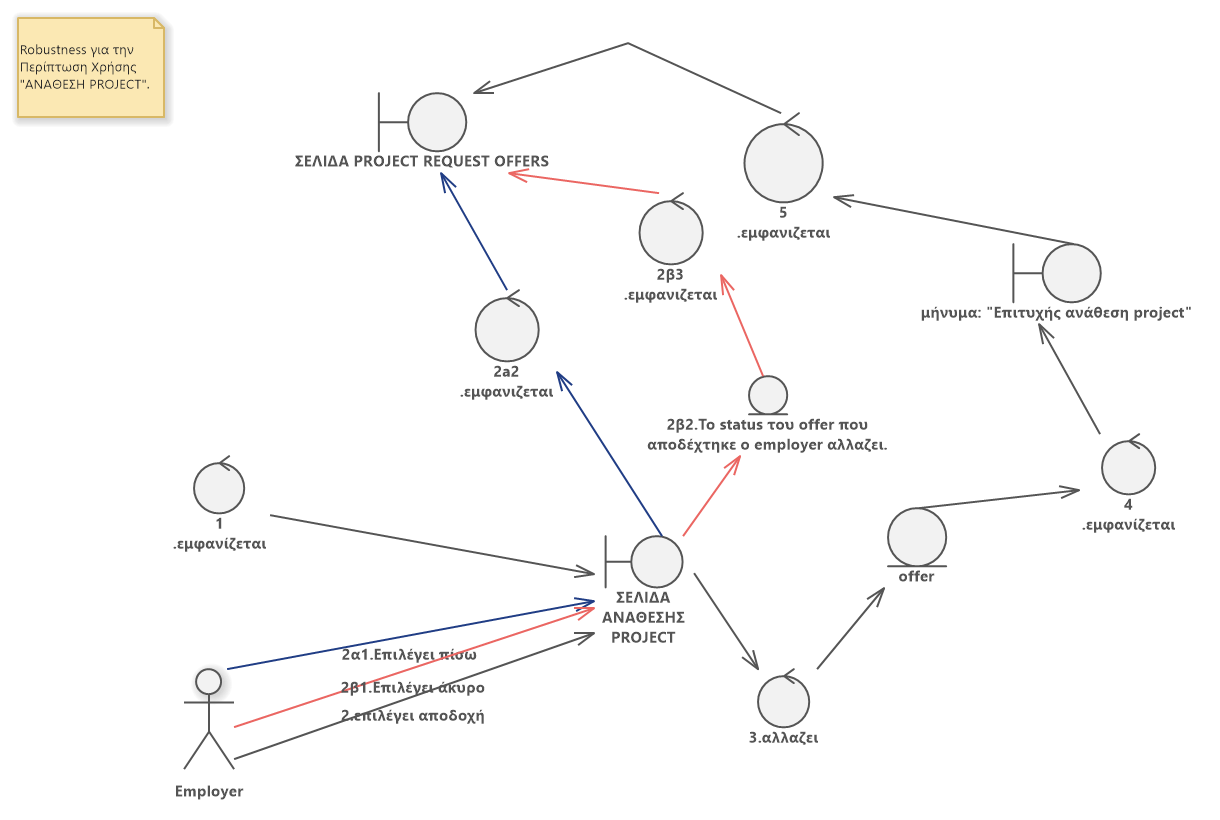 Robustness για την
Περίπτωση Χρήσης
"ΑΝΑΘΕΣΗ PROJECT".
ΣΕΛΙΔΑ PROJECT REQUEST OFFERS
5
.εμφανιζεται
2β3
.εμφανιζεται
μήνυμα: "Επιτυχής ανάθεση project"
2α2
.εμφανιζεται
2β2.Το status του offer που
αποδέχτηκε ο employer αλλαζει.
4
.εμφανίζεται
1
.εμφανίζεται
offer
ΣΕΛΙΔΑ
ΑΝΑΘΕΣΗΣ
PROJECT
2α1.Επιλέγει πίσω
2β1.Επιλέγει άκυρο
2.επιλέγει αποδοχή
3.αλλαζει
Employer